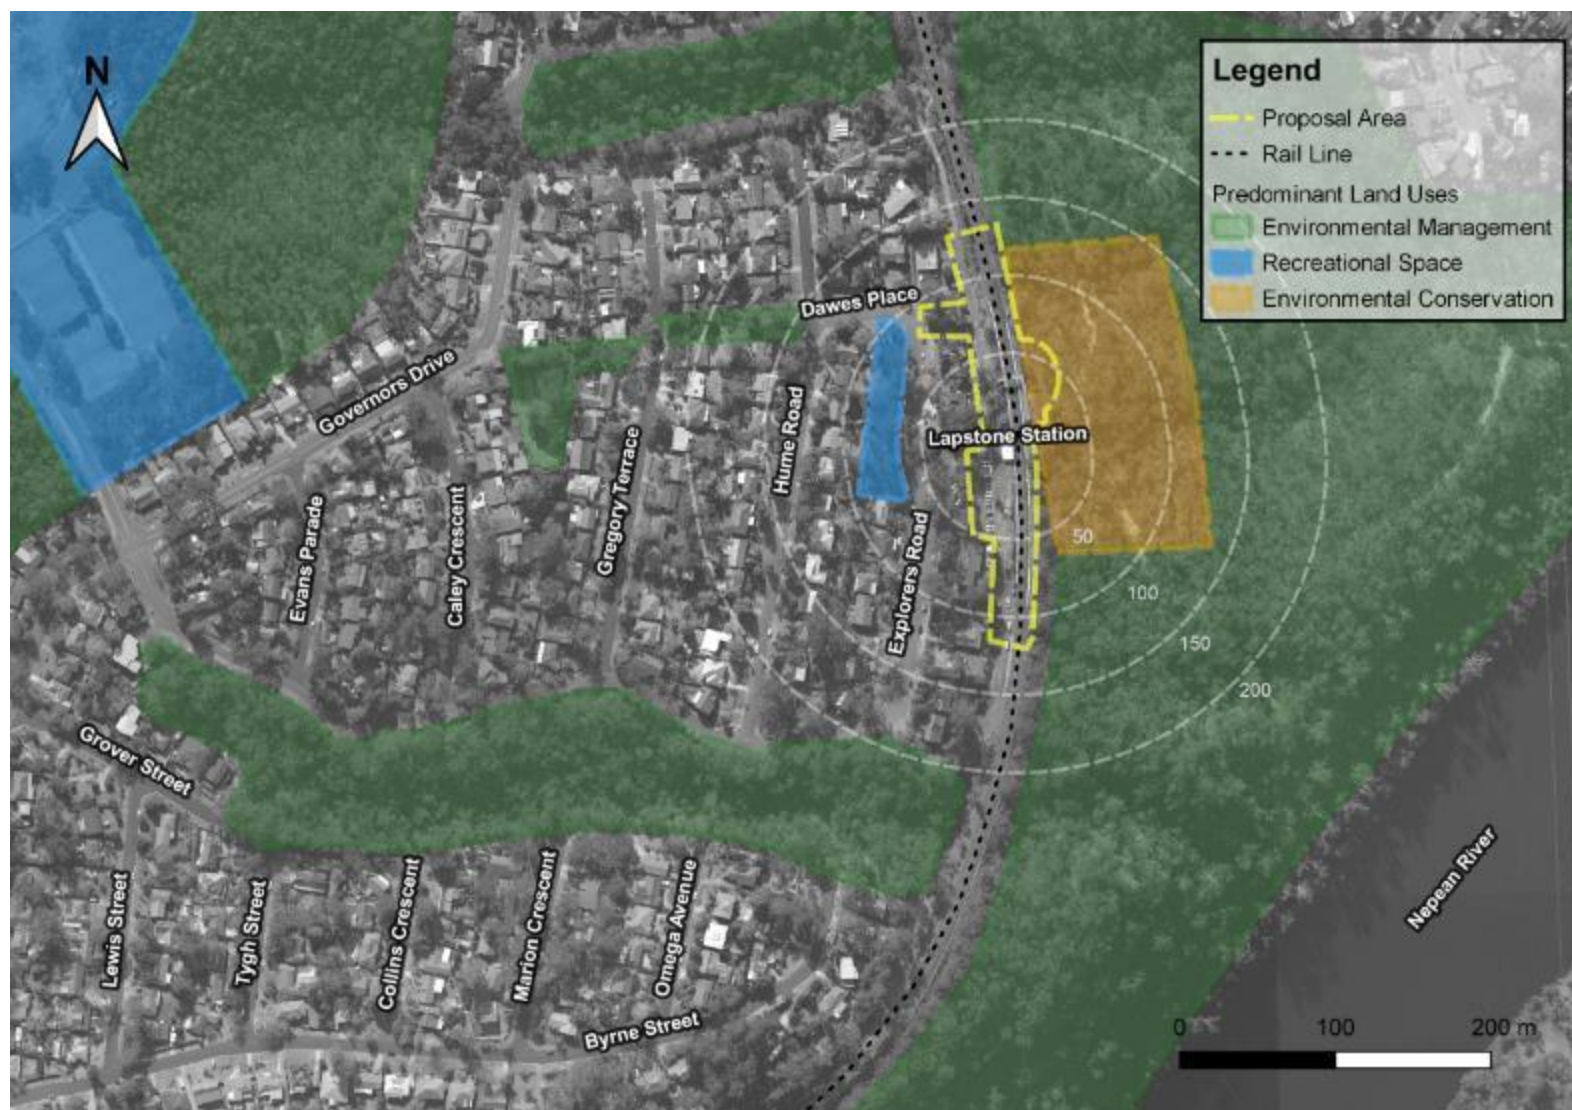 N
Legend
Proposal Area
Rail Line
Predominant Land Uses
Environmental Management
Recreational Space
Environmental Conservation
Dawes Place
Governors Drive
Lapstone Station
Hume Road
Gregory Terrace
Caley Crescent
Evans Parade
Explorers Road
50
100
150
200
Grover Street
Lewis Street
Tygh Street
Collins Crescent
Marion Crescent
Omega Avenue
Byrne Street
Nepean River
0 100 200 m